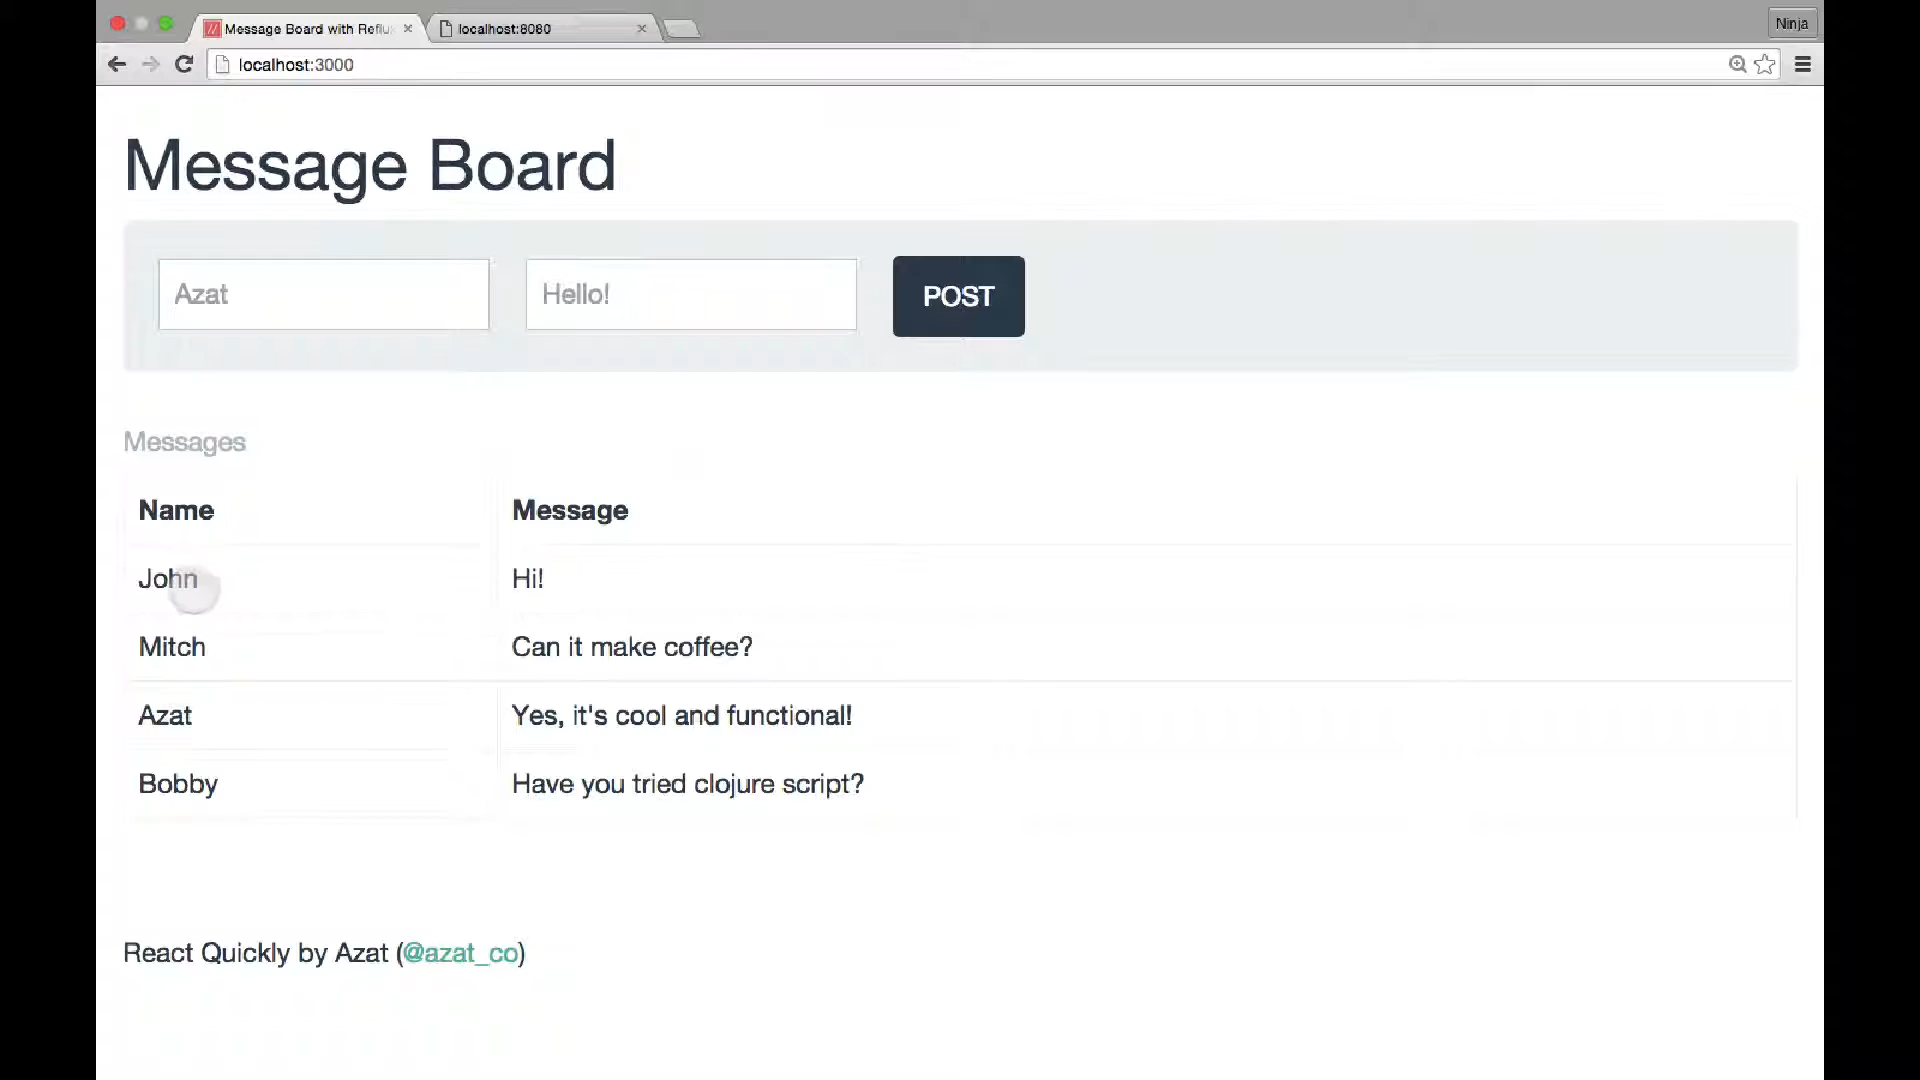 Message Board with Reflu
localhost:8080
Ninja
localhost:3000
Message Board
Azat Hello! POST
Messages
Name Message
John Hi!
Mitch Can it make coffee?
Azat Yes, it's cool and functional!
Bobby Have you tried clojure script?
React Quickly by Azat (@azat_co)